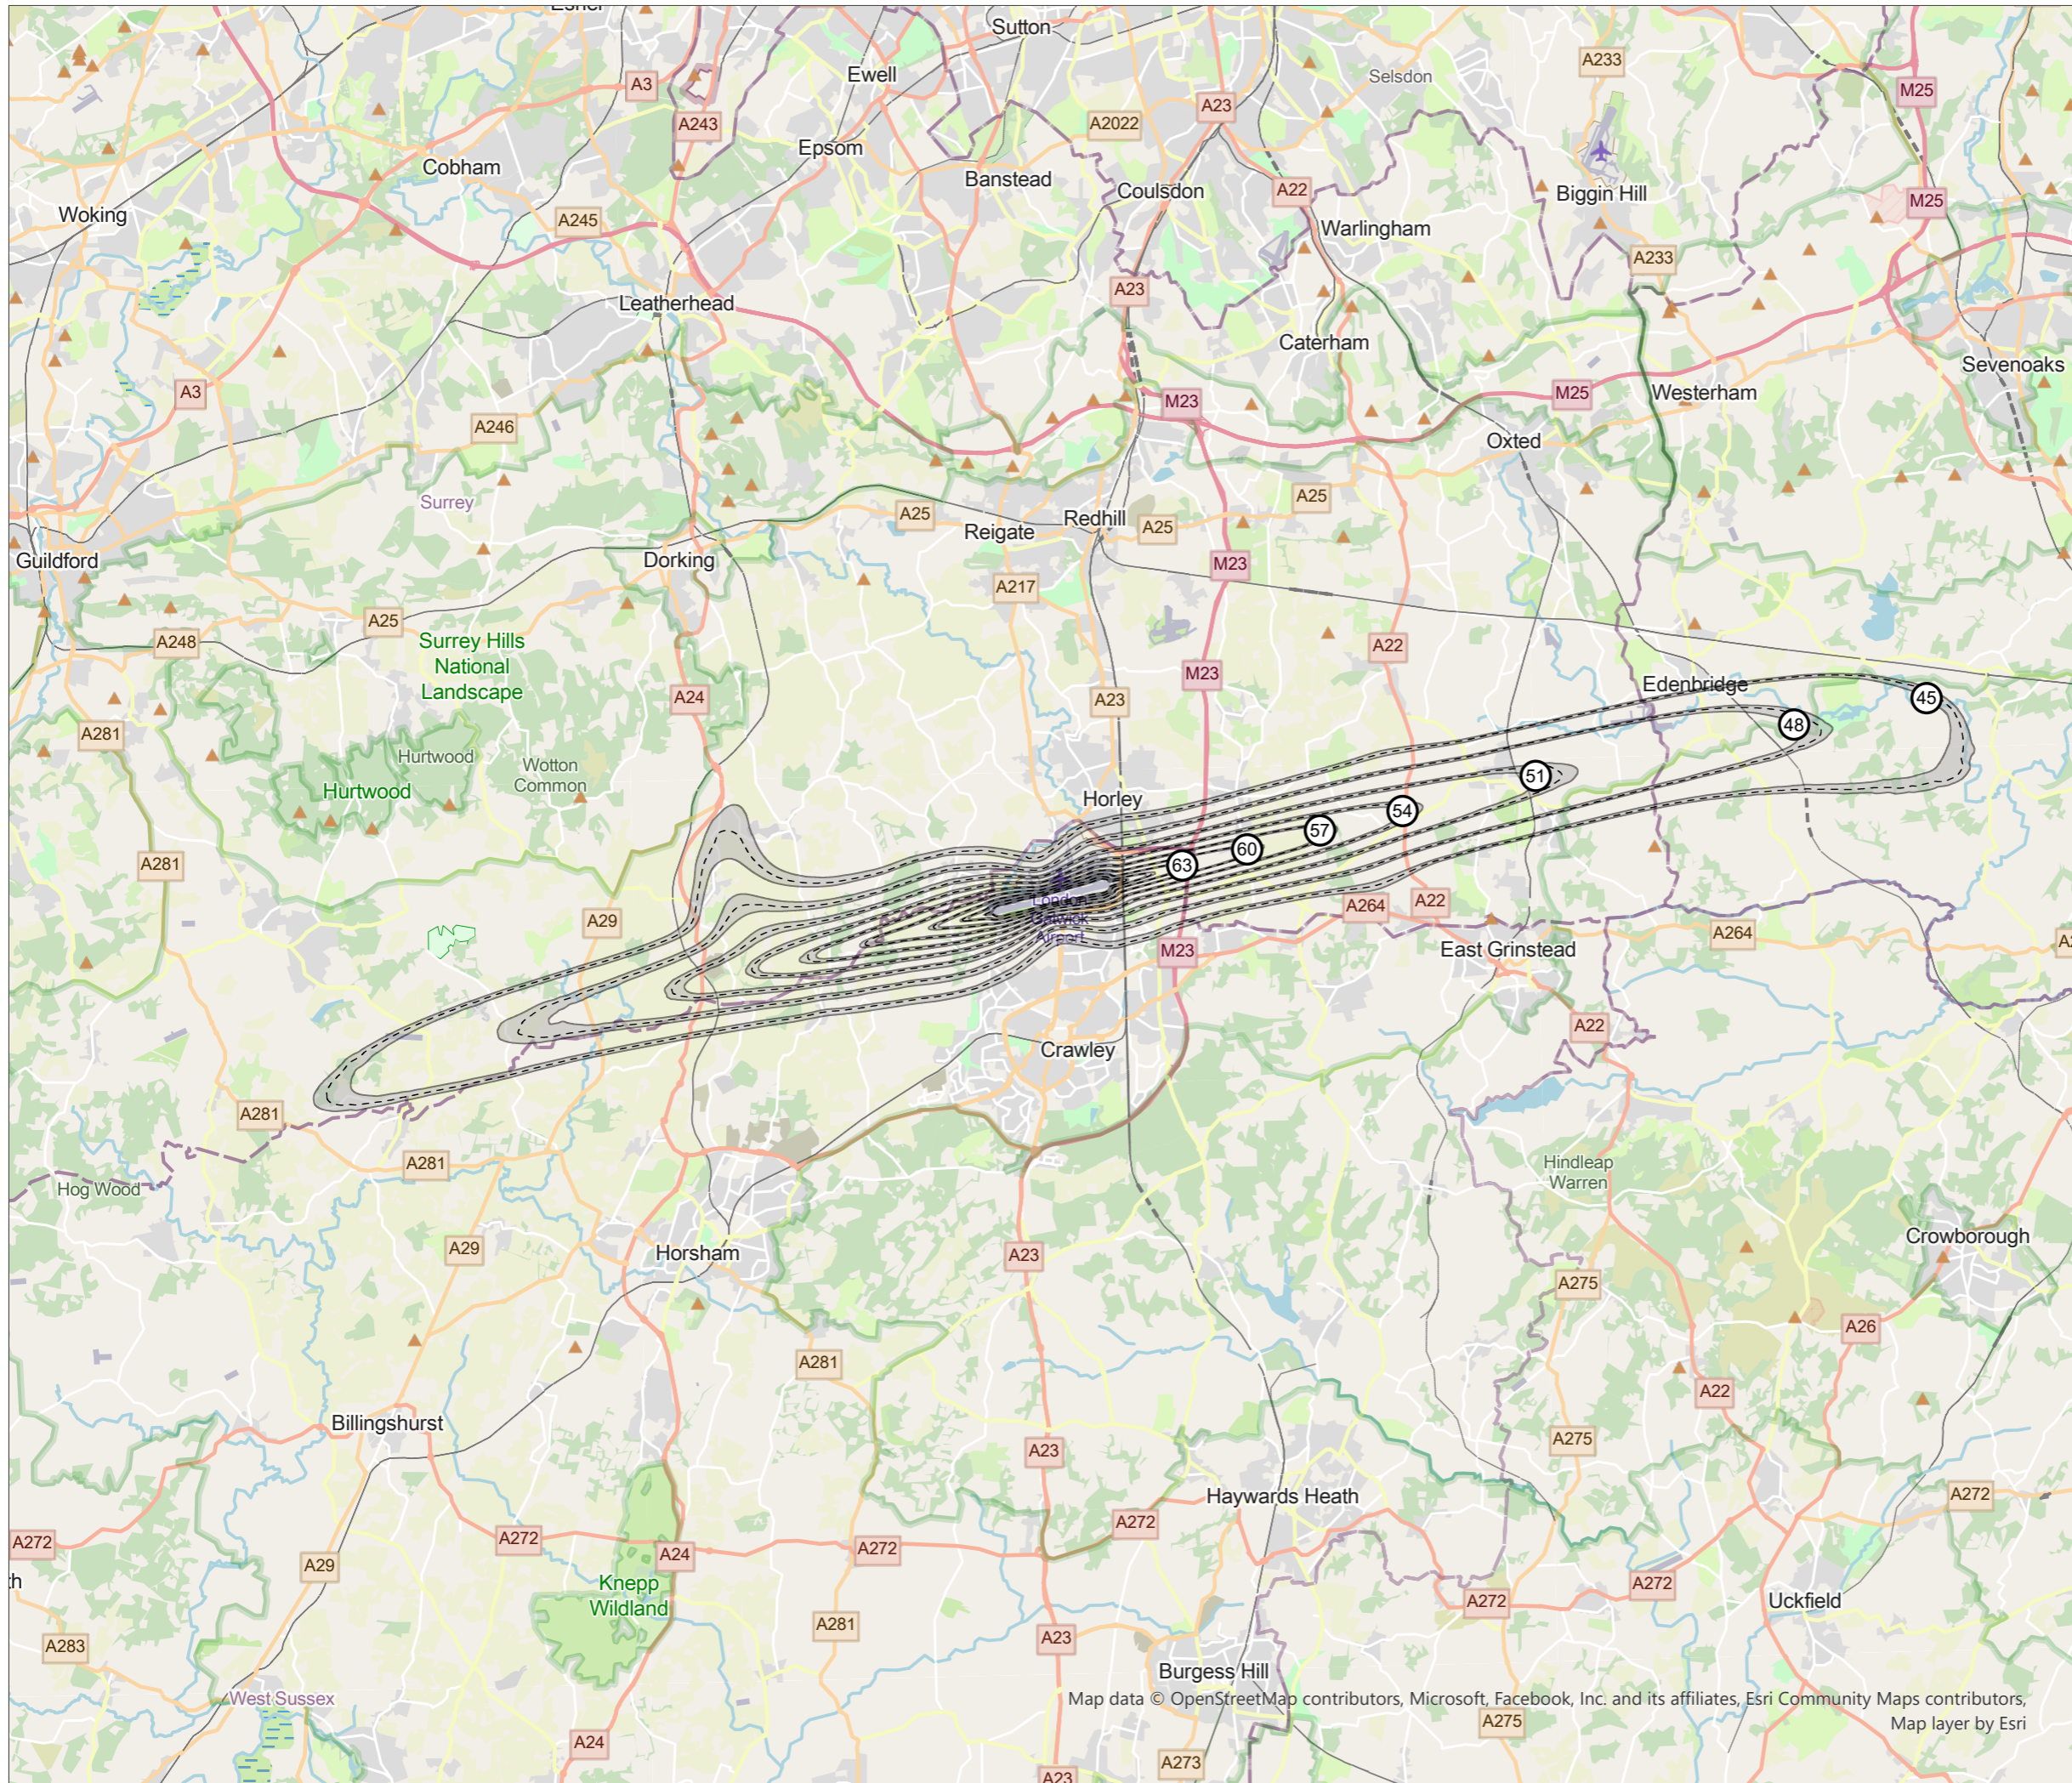 Esher
Sutton
A233
Ewell
A3
Selsdon
M25
A23
A243
A2022
Epsom
Cobham
Banstead
Coulsdon
A22
Biggin Hill
M25
Woking
A245
Warlingham
A233
A23
Leatherhead
Caterham
Sevenoaks
A3
M23
M25
Westerham
A246
Oxted
Surrey
A25
A25
Redhill
A25
Reigate
Guildford
Dorking
M23
A217
A25
A248
Surrey Hills
National
Landscape
A22
M23
Edenbridge
A24
A23
45
48
A281
Hurtwood
Wotton
Common
51
Hurtwood
Horley
54
57
60
63
A281
London
Gatwick
Airport
A22
A264
A29
A264
East Grinstead
M23
A22
Crawley
A281
A281
Hindleap
Warren
Hog Wood
Crowborough
A29
Horsham
A23
A275
A26
A281
A22
Billingshurst
A23
A275
Haywards Heath
A272
A272
A272
A272
A272
A24
A29
th
Knepp
Wildland
A272
A272
Uckfield
A281
A23
A283
Burgess Hill
West Sussex
Map data © OpenStreetMap contributors, Microsoft, Facebook, Inc. and its affiliates, Esri Community Maps contributors,
Map layer by Esri
A275
A24
A273
A23